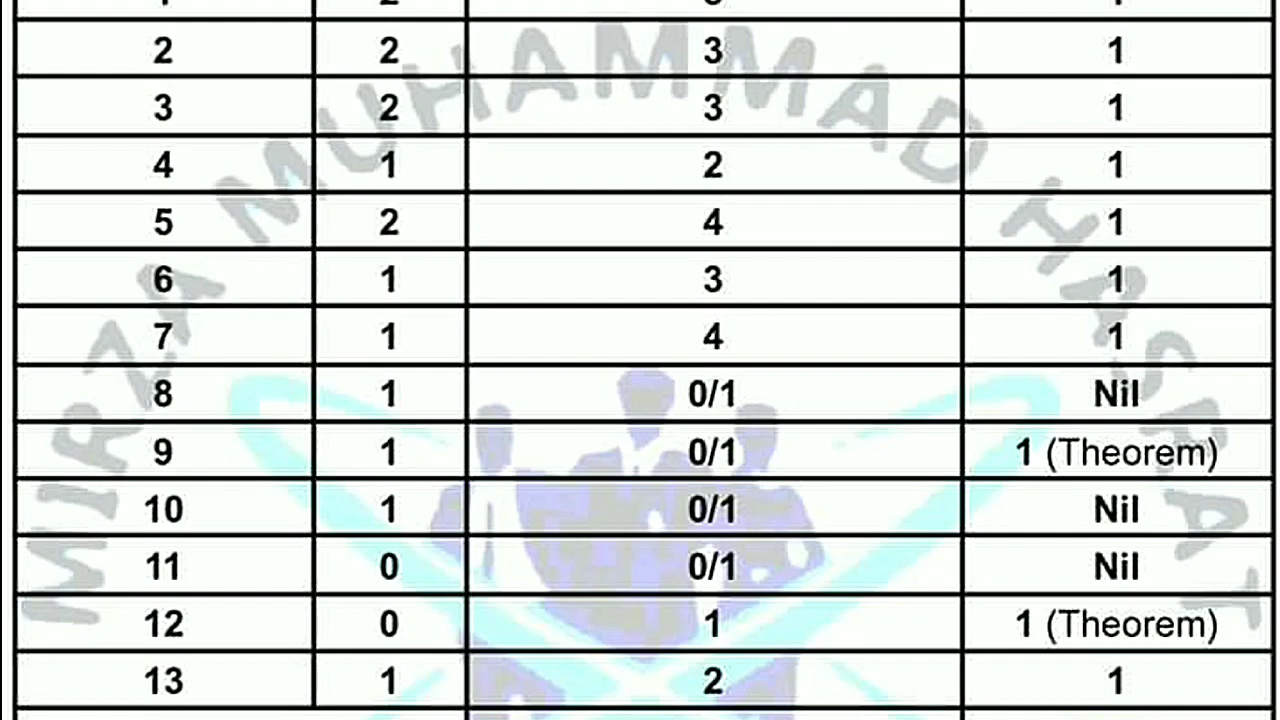 2 2 3 1
3 2 3 1
4 1 2 1
5 2 4 1
6 1 3 1
7 1 4 1
8 1 0/1 Nil
9 1 0/1 1 (Theorem)
10 1 0/1 Nil
11 0 0/1 Nil
12 0 1 1 (Theorem)
13 1 2 1
MIRZA MUHAMMAD HASRAT